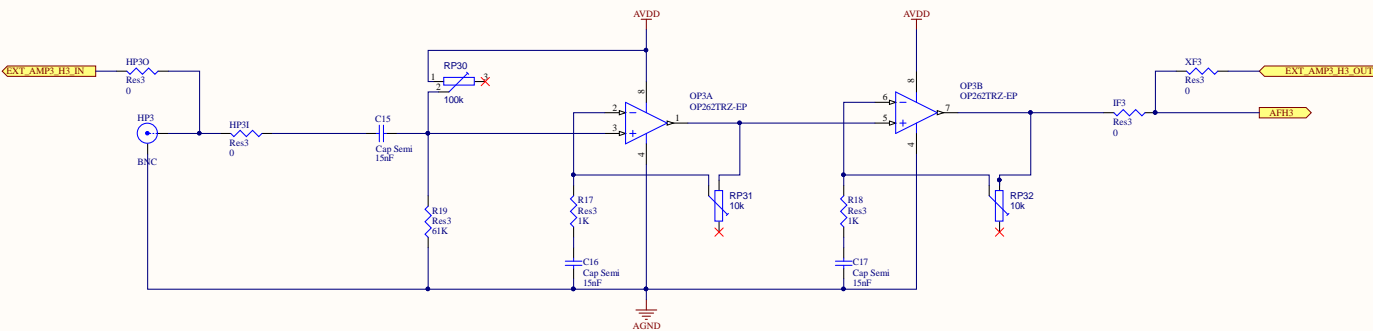 AVDD
AVDD
EXT_AMP3_H3_IN
HP3O
Res3
0
RP30
1
3
2
100k
8
OP3A
OP262TRZ-EP
8
OP3B
OP262TRZ-EP
XF3
Res3
0
EXT_AMP3_H3_OUT
HP3
BNC
HP3I
Res3
0
C15
Cap Semi
15nF
2
3
1
4
6
5
7
4
IF3
Res3
0
AFH3
R19
Res3
61K
R17
Res3
1K
RP31
10k
R18
Res3
1K
RP32
10k
C16
Cap Semi
15nF
C17
Cap Semi
15nF
AGND